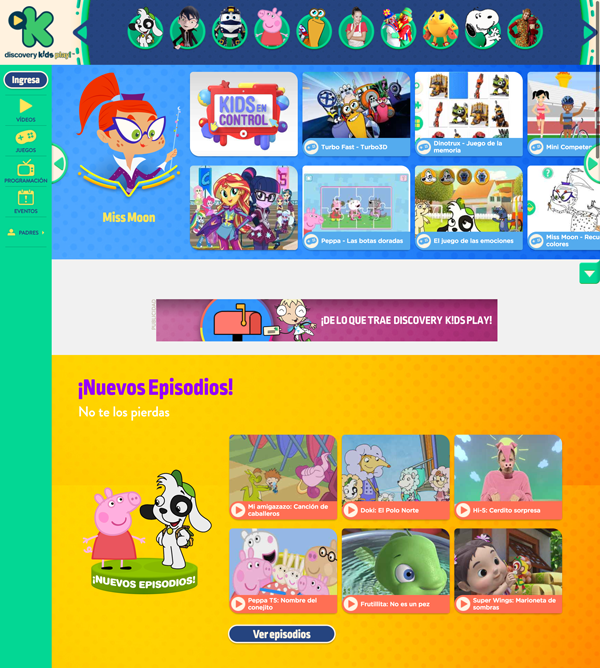 discovery k!ds play!
Ingresa
VÍDEOS
JUEGOS
PROGRAMACIÓN
EVENTOS
PADRES
Miss Moon
KIDS EN
CONTROL
Turbo Fast - Turbo3D
Dinotrux - Juego de la
memoria
Mini Compete
Peppa - Las botas doradas
El juego de las emociones
Miss Moon - Recu
colores
PUBLICIDAD
¡DE LO QUE TRAE DISCOVERY K!DS PLAY!
¡Nuevos Episodios!
No te los pierdas
¡NUEVOS EPISODIOS!
Mi amigazazo: Canción de
caballeros
Doki: El Polo Norte
Hi-5: Cerdito sorpresa
Peppa T5: Nombre del
conejito
Frutillita: No es un pez
Super Wings: Marioneta de
sombras
Ver episodios